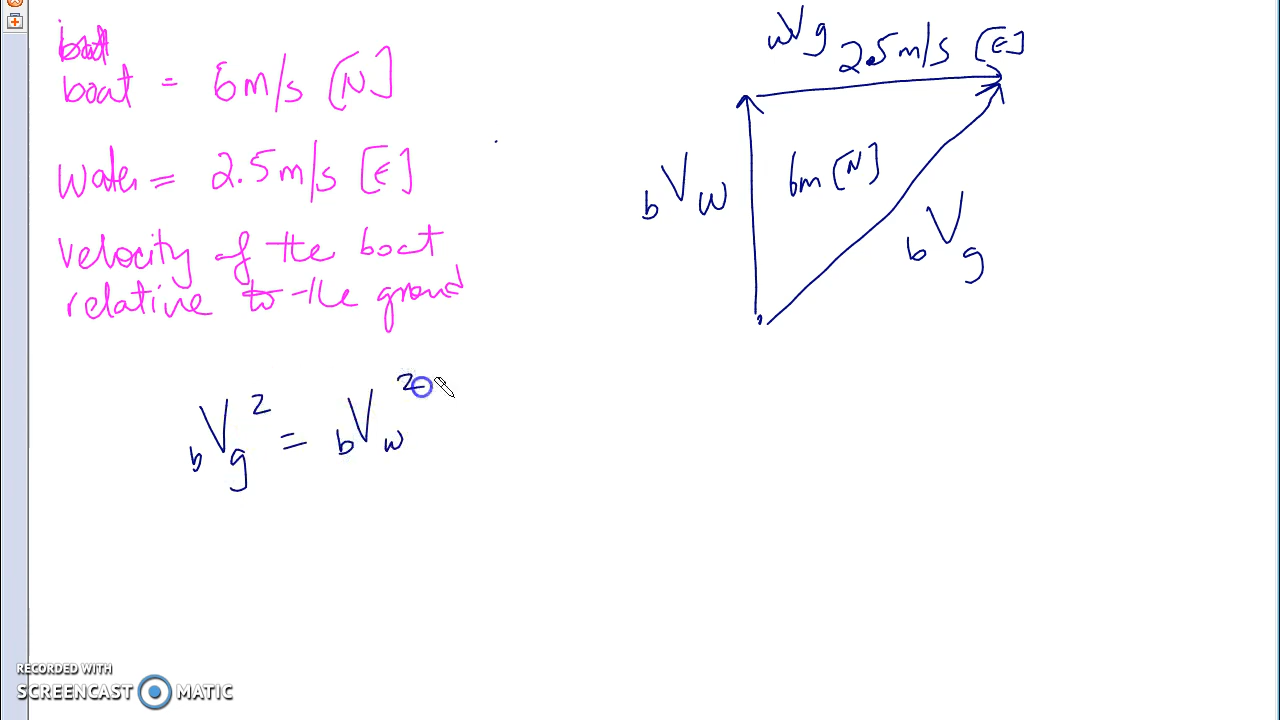 boat
boat = 6m/s [N]
Water = 2.5m/s [E]
Velocity of the boat
relative to the ground
bVg² = bVw²
wVg 2.5m/s [E]
bVw
6m [N]
bVg
RECORDED WITH
SCREENCAST MATIC